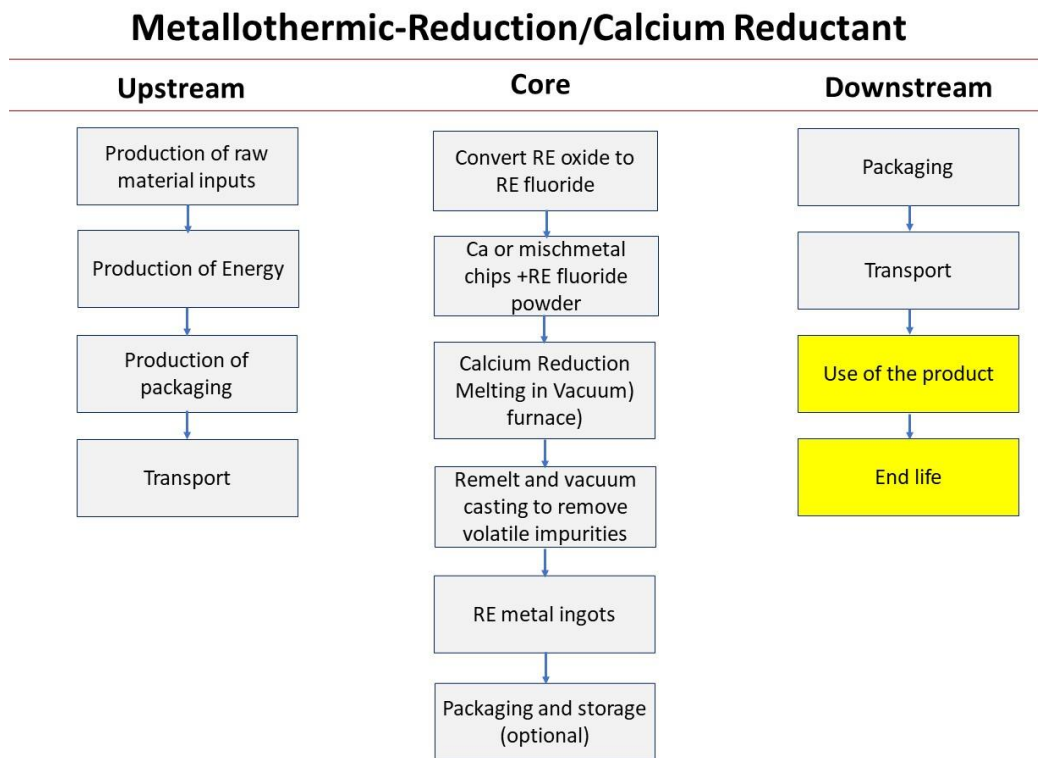 Metallothermic-Reduction/Calcium Reductant
Upstream
Core
Downstream
Production of raw
material inputs
Production of Energy
Production of
packaging
Transport
Convert RE oxide to
RE fluoride
Ca or mischmetal
chips +RE fluoride
powder
Calcium Reduction
Melting in Vacuum)
furnace)
Remelt and vacuum
casting to remove
volatile impurities
RE metal ingots
Packaging and storage
(optional)
Packaging
Transport
Use of the product
End life